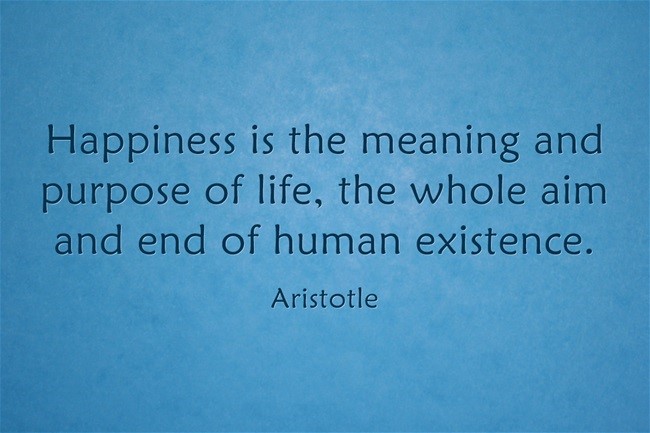 Happiness is the meaning and
purpose of life, the whole aim
and end of human existence.
Aristotle